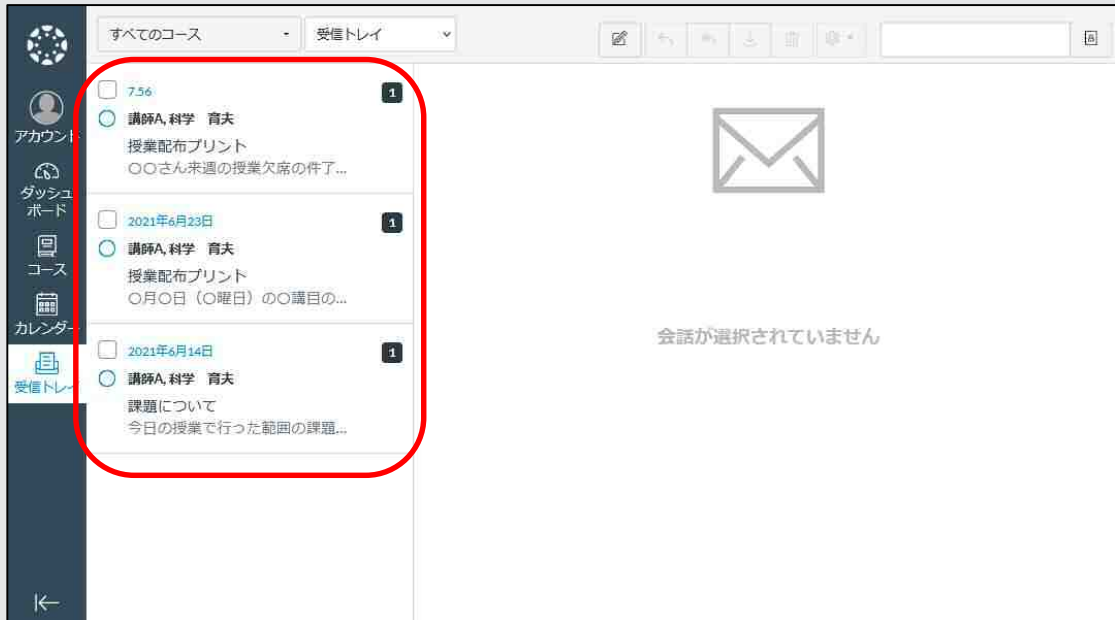 すべてのコース
受信トレイ
アカウント
ダッシュ
ボード
コース
カレンダー
受信トレイ
7.56
1
講師A, 科学 育夫
授業配布プリント
〇〇さん来週の授業欠席の件了...
2021年6月23日
1
講師A, 科学 育夫
授業配布プリント
〇月〇日（〇曜日）の〇講目の...
2021年6月14日
1
講師A, 科学 育夫
課題について
今日の授業で行った範囲の課題...
会話が選択されていません